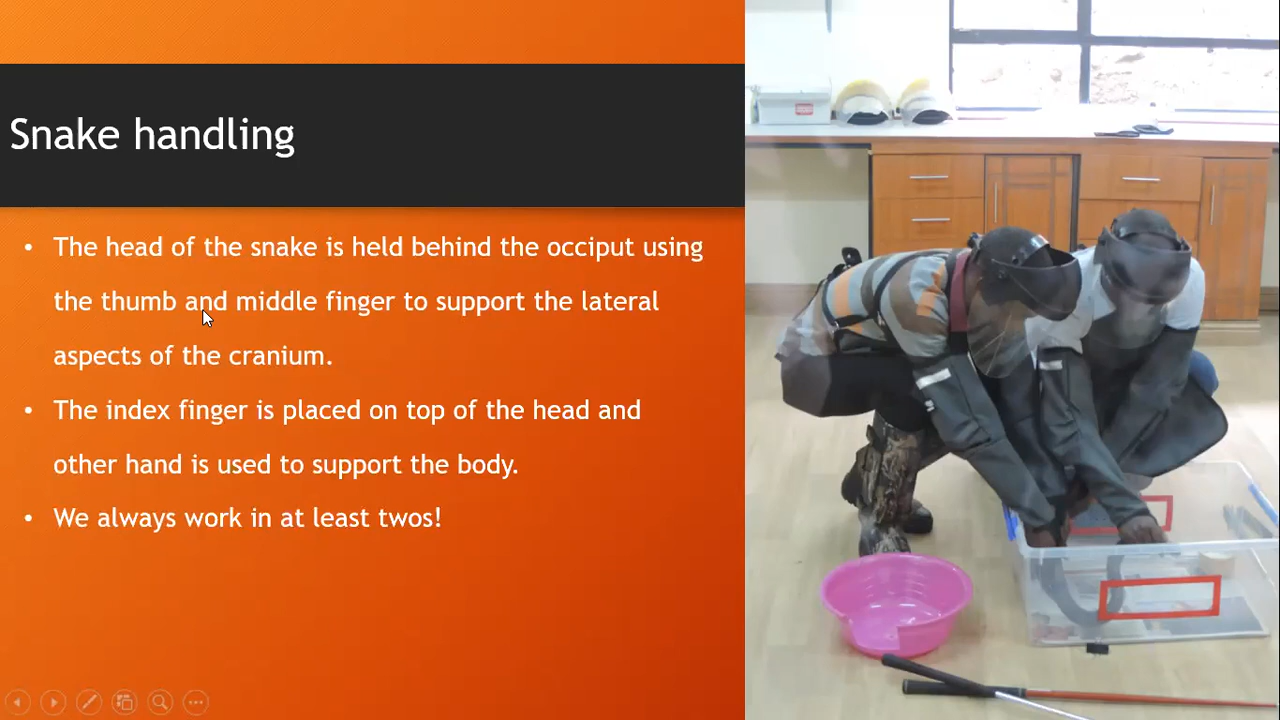 Snake handling
• The head of the snake is held behind the occiput using
the thumb and middle finger to support the lateral
aspects of the cranium.
• The index finger is placed on top of the head and
other hand is used to support the body.
• We always work in at least twos!